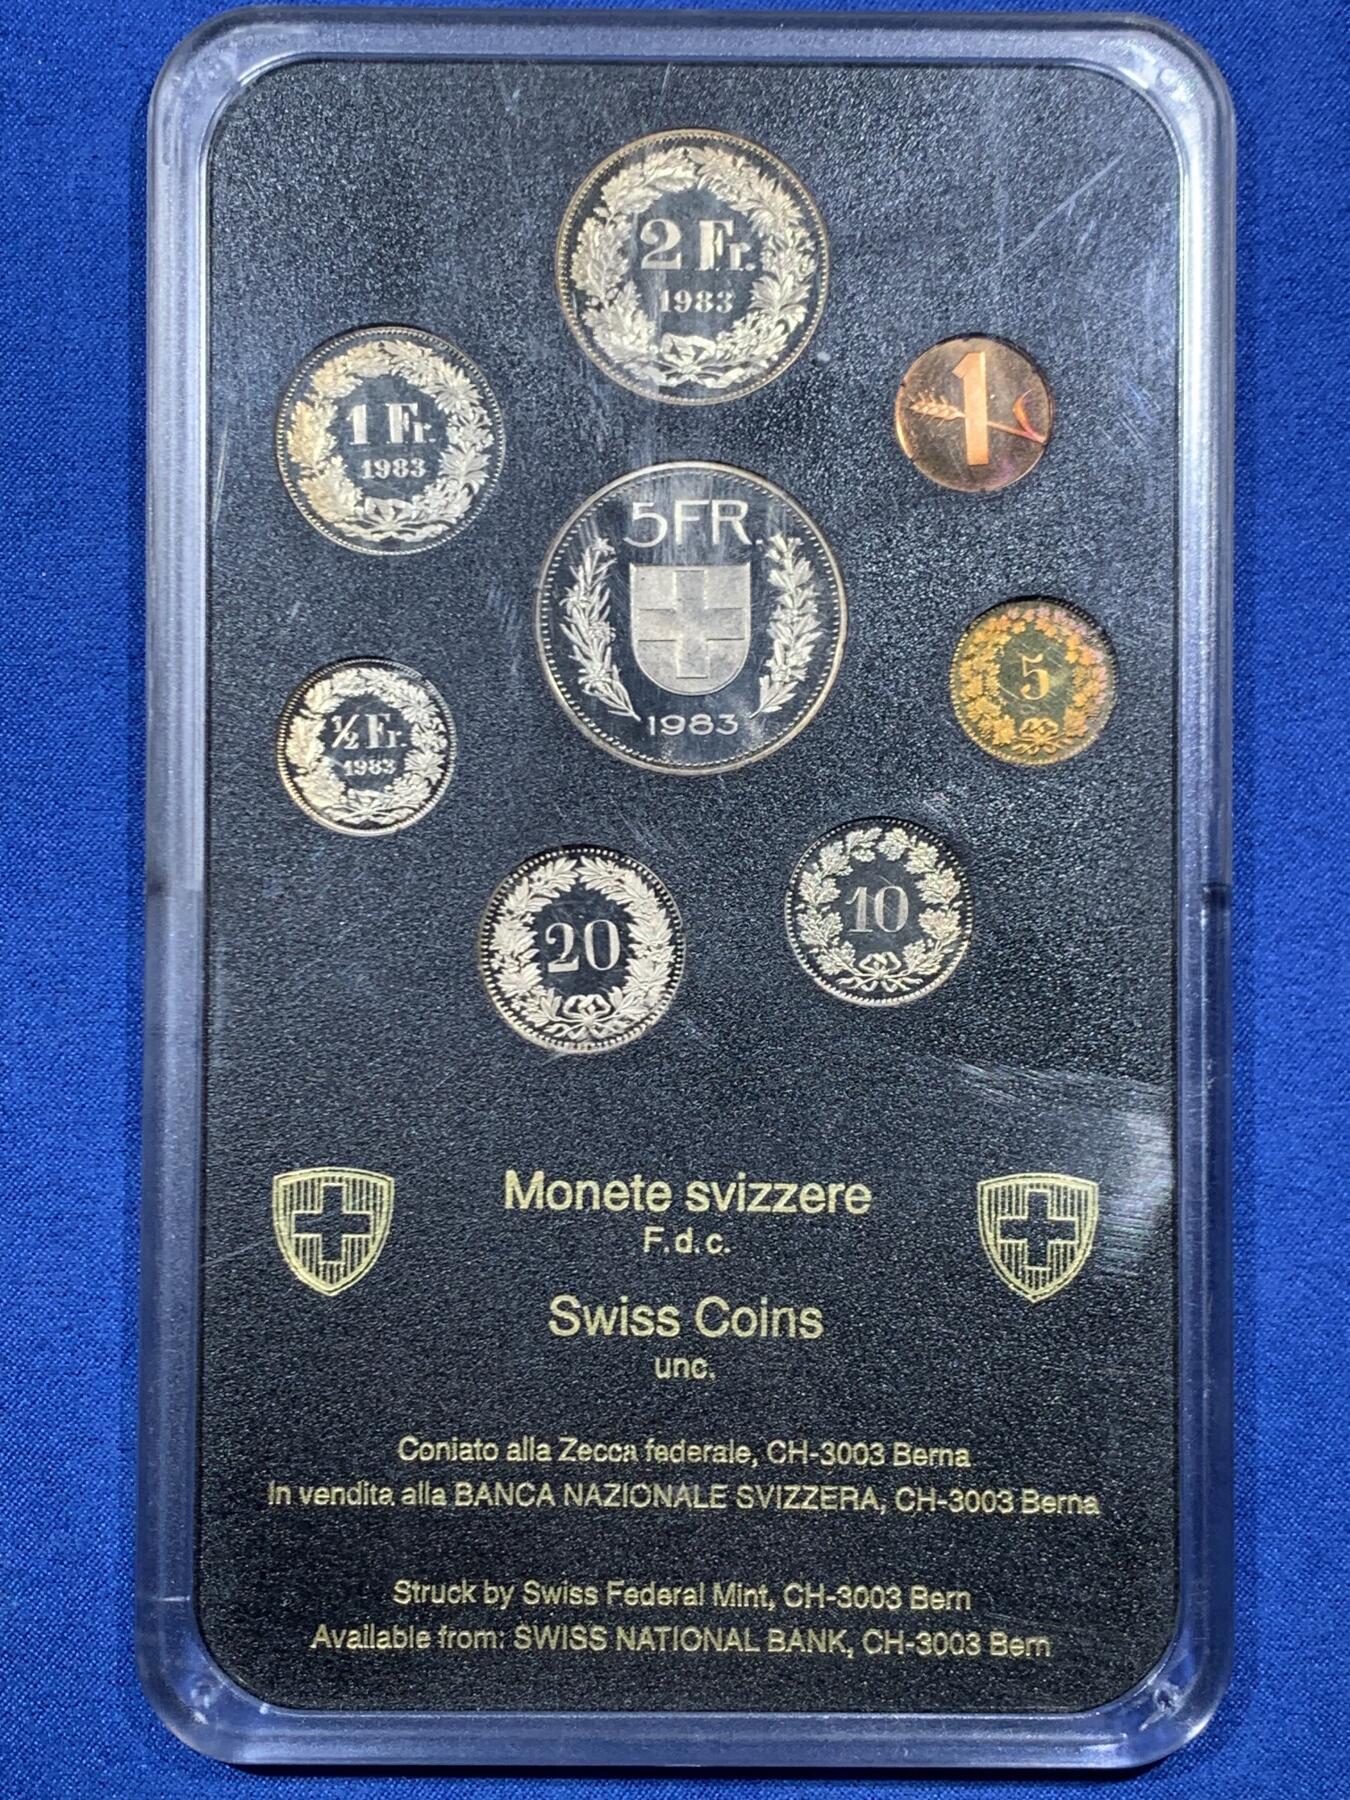 2 Fr.
1983
1 Fr.
1983
1
5FR.
1983
5
½ Fr.
1983
10
20
Monete svizzere
F.d.c.
Swiss Coins
unc.
Coniato alla Zecca federale, CH-3003 Berna
In vendita alla BANCA NAZIONALE SVIZZERA, CH-3003 Berna
Struck by Swiss Federal Mint, CH-3003 Bern
Available from: SWISS NATIONAL BANK, CH-3003 Bern